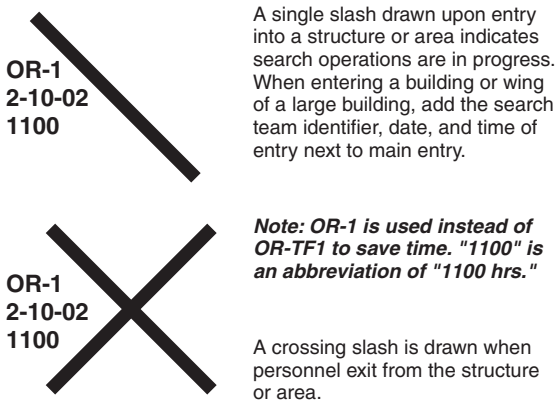 OR-1
2-10-02
1100
A single slash drawn upon entry
into a structure or area indicates
search operations are in progress.
When entering a building or wing
of a large building, add the search
team identifier, date, and time of
entry next to main entry.
OR-1
2-10-02
1100
Note: OR-1 is used instead of
OR-TF1 to save time. "1100" is
an abbreviation of "1100 hrs."
A crossing slash is drawn when
personnel exit from the structure
or area.